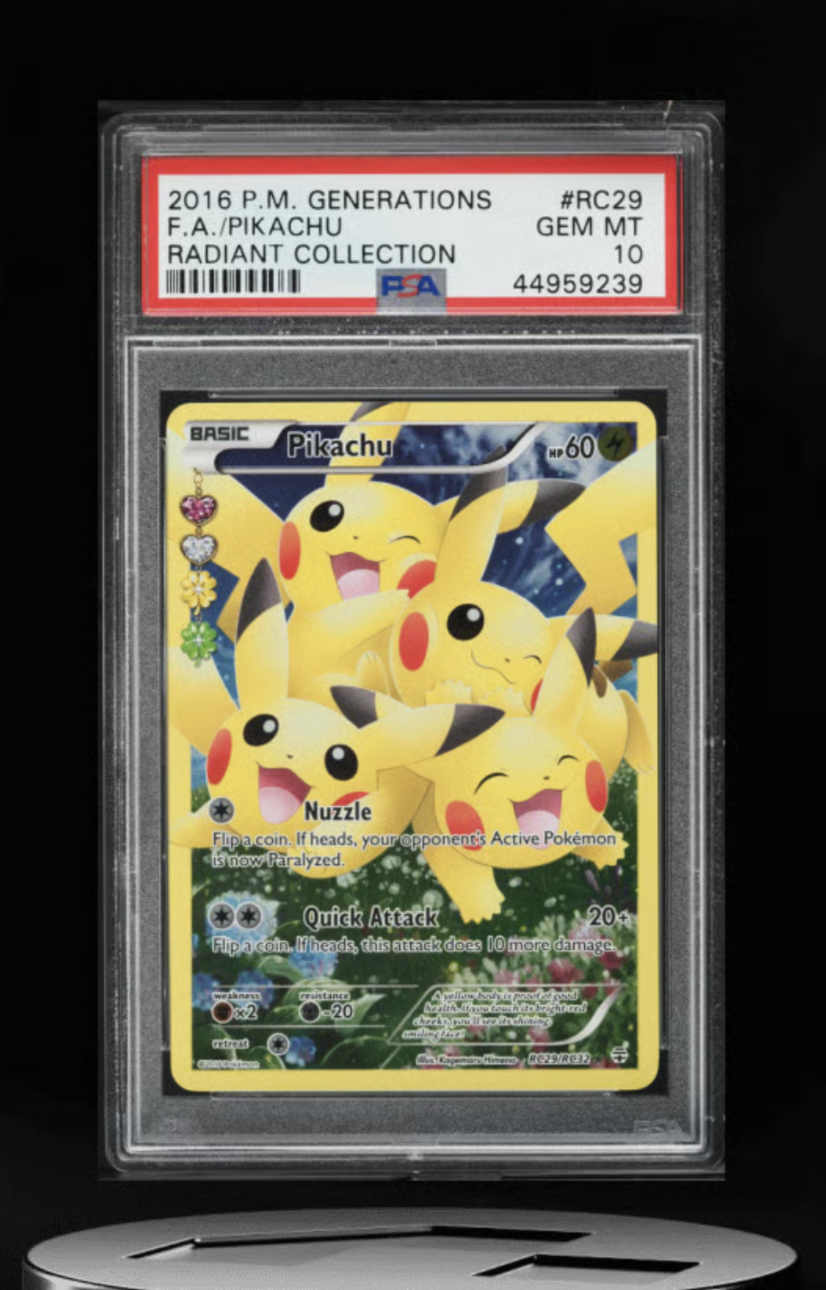 2016 P.M. GENERATIONS #RC29
F.A./PIKACHU GEM MT
RADIANT COLLECTION 10
PSA 44959239
BASIC
Pikachu HP60
Nuzzle
Flip a coin. If heads, your opponent's Active Pokémon
is now Paralyzed.
Quick Attack 20+
Flip a coin. If heads, this attack does 10 more damage.
weakness resistance
×2 -20
retreat
A yellow body is proof of good
health. If you touch its bright-red
cheeks, you'll see its shining,
smiling face!
Illus. Kagemaru Himeno RC29/RC32
©2016 Pokémon
PSA